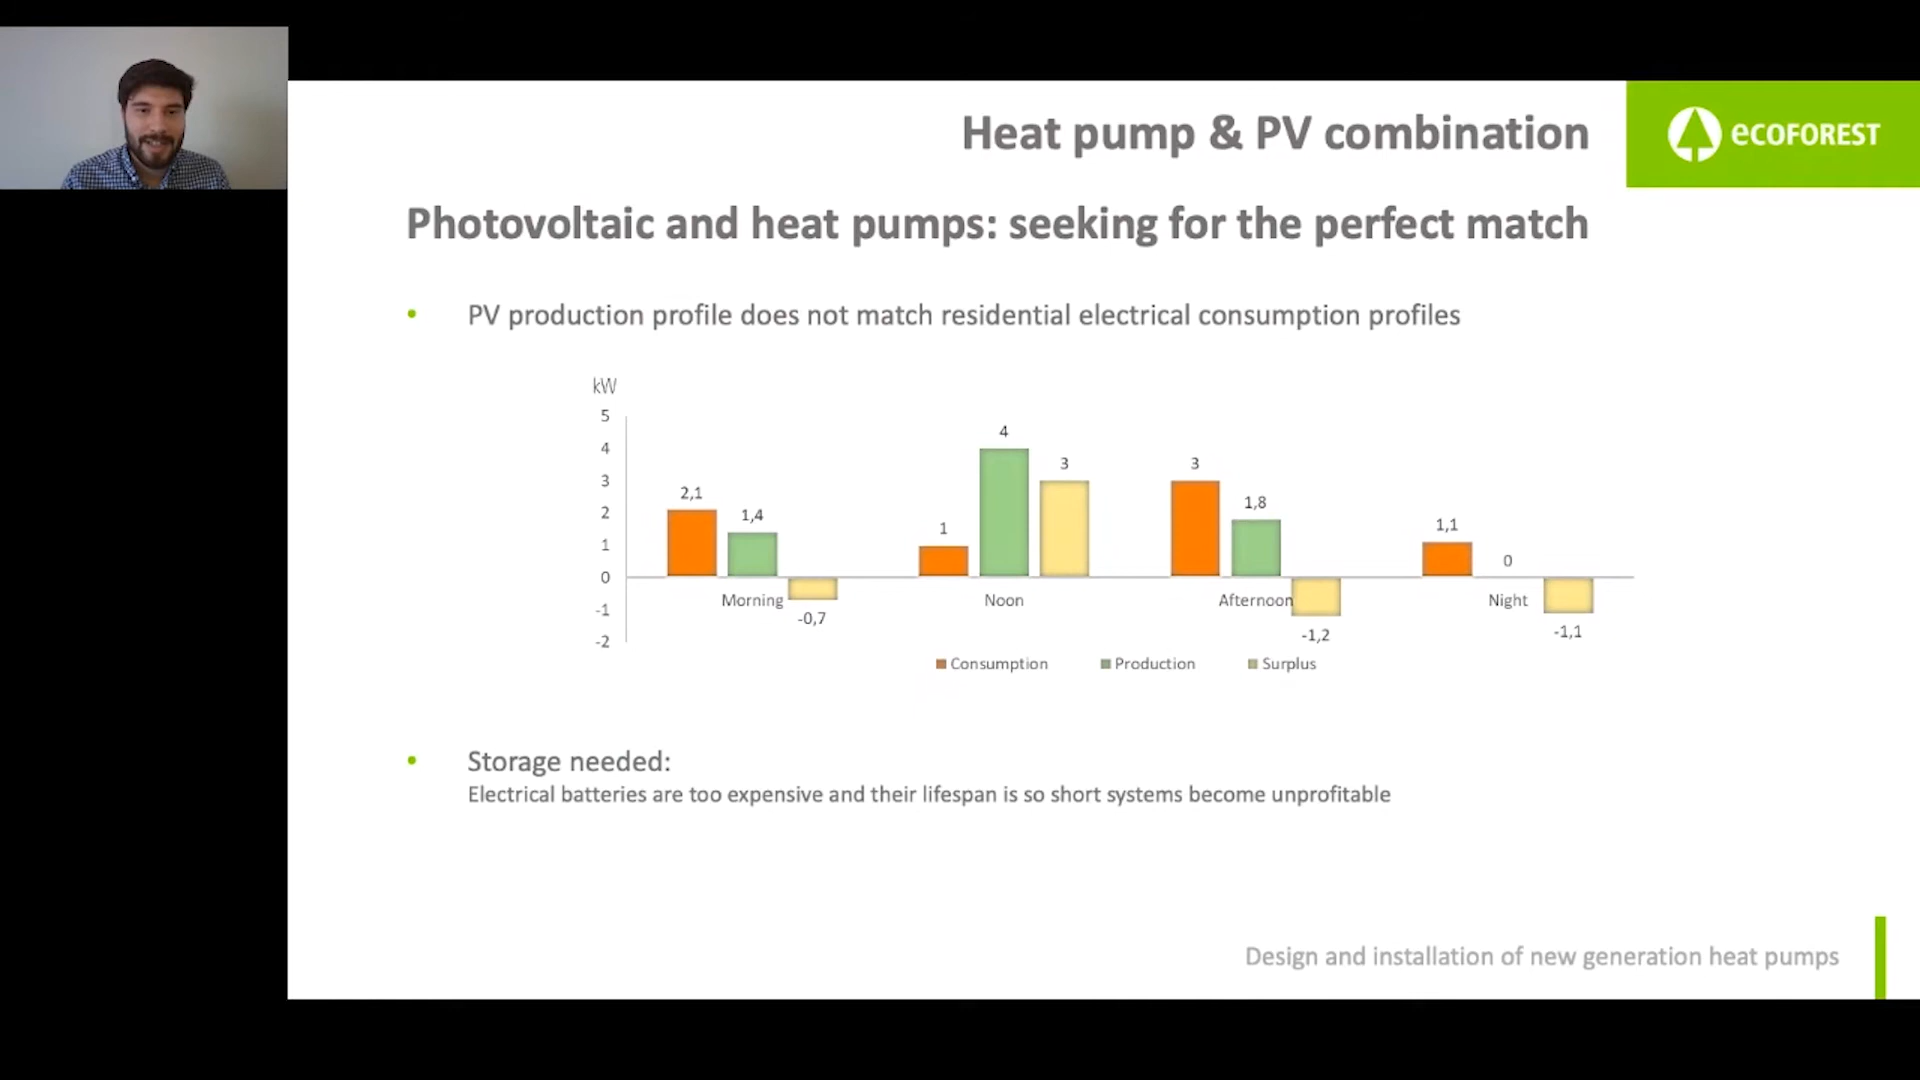 Heat pump & PV combination
ecoforest
Photovoltaic and heat pumps: seeking for the perfect match
• PV production profile does not match residential electrical consumption profiles
kW
5
4
3
2
1
0
-1
-2
2,1
1,4
-0,7
1
4
3
3
1,8
-1,2
1,1
0
-1,1
Morning
Noon
Afternoon
Night
Consumption
Production
Surplus
• Storage needed:
Electrical batteries are too expensive and their lifespan is so short systems become unprofitable
Design and installation of new generation heat pumps